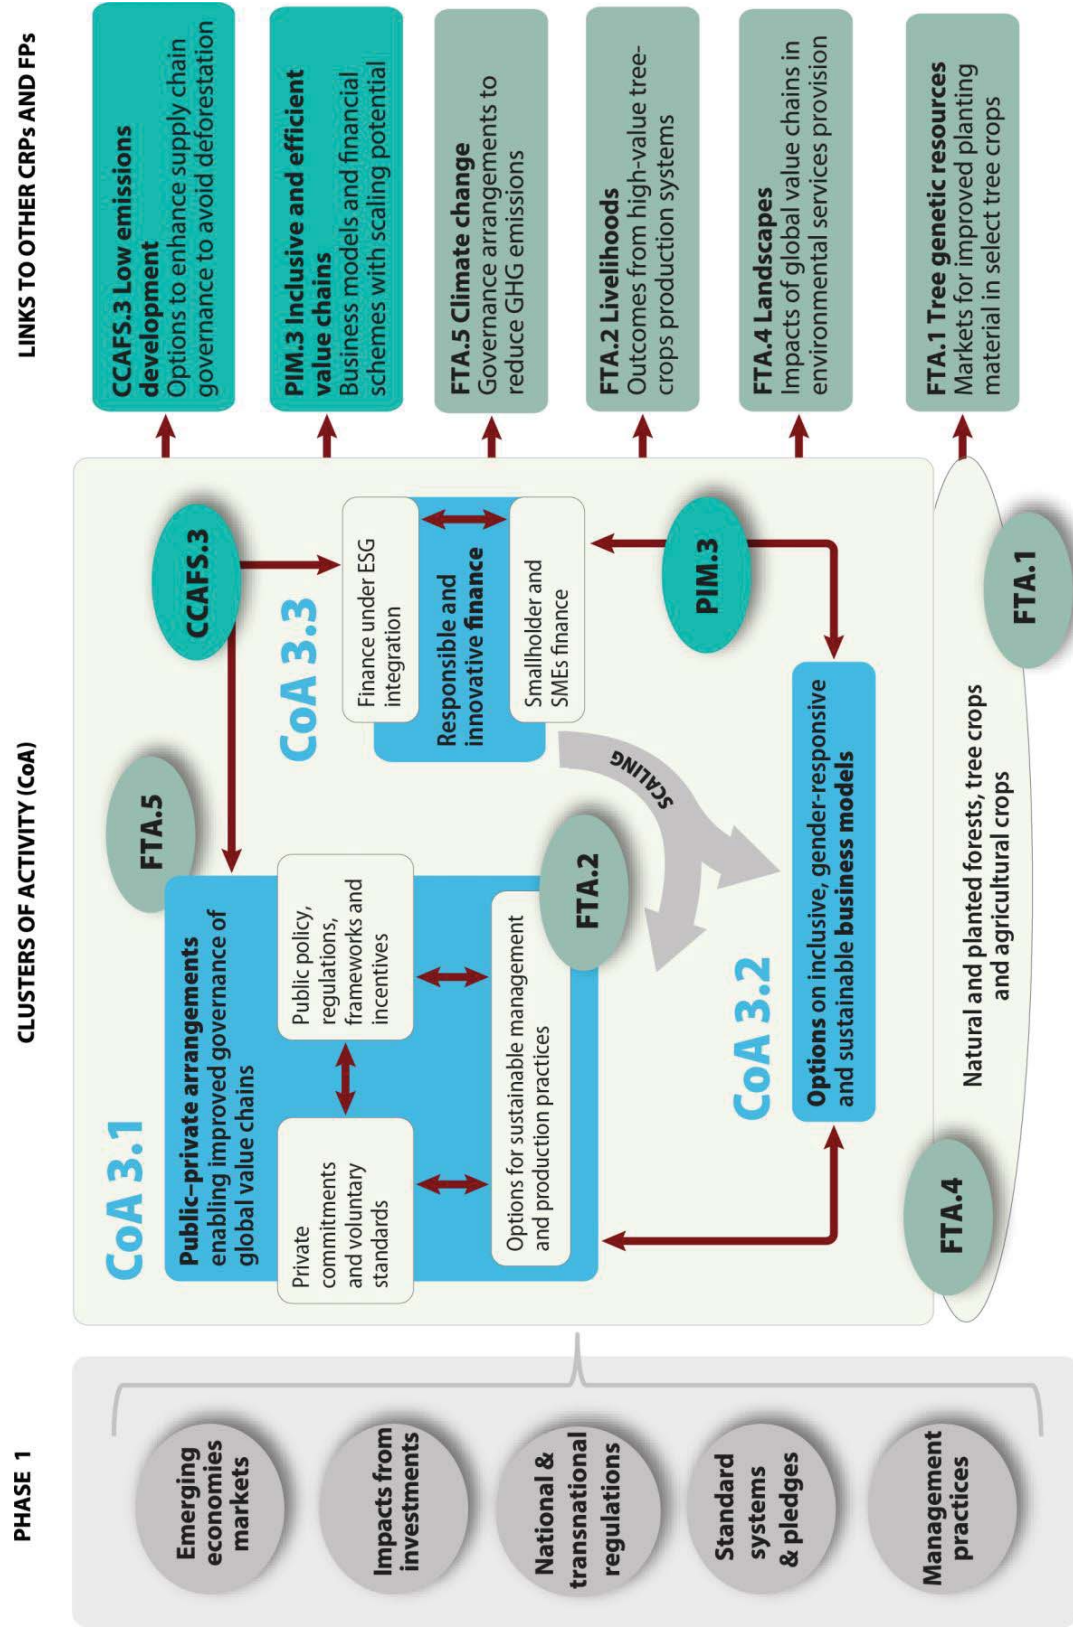 PHASE 1
Emerging
economies
markets
Impacts from
investments
National &
transnational
regulations
Standard
systems
& pledges
Management
practices
CLUSTERS OF ACTIVITY (CoA)
CoA 3.1
FTA.5
Public–private arrangements
enabling improved governance of
global value chains
Private
commitments
and voluntary
standards
Public policy,
regulations,
frameworks and
incentives
Options for sustainable management
and production practices
FTA.2
CCAFS.3
CoA 3.3
Finance under ESG
integration
Responsible and
innovative finance
Smallholder and
SMEs finance
SCALING
PIM.3
CoA 3.2
Options on inclusive, gender-responsive
and sustainable business models
FTA.4
Natural and planted forests, tree crops
and agricultural crops
FTA.1
LINKS TO OTHER CRPs AND FPs
CCAFS.3 Low emissions
development
Options to enhance supply chain
governance to avoid deforestation
PIM.3 Inclusive and efficient
value chains
Business models and financial
schemes with scaling potential
FTA.5 Climate change
Governance arrangements to
reduce GHG emissions
FTA.2 Livelihoods
Outcomes from high-value tree-
crops production systems
FTA.4 Landscapes
Impacts of global value chains in
environmental services provision
FTA.1 Tree genetic resources
Markets for improved planting
material in select tree crops